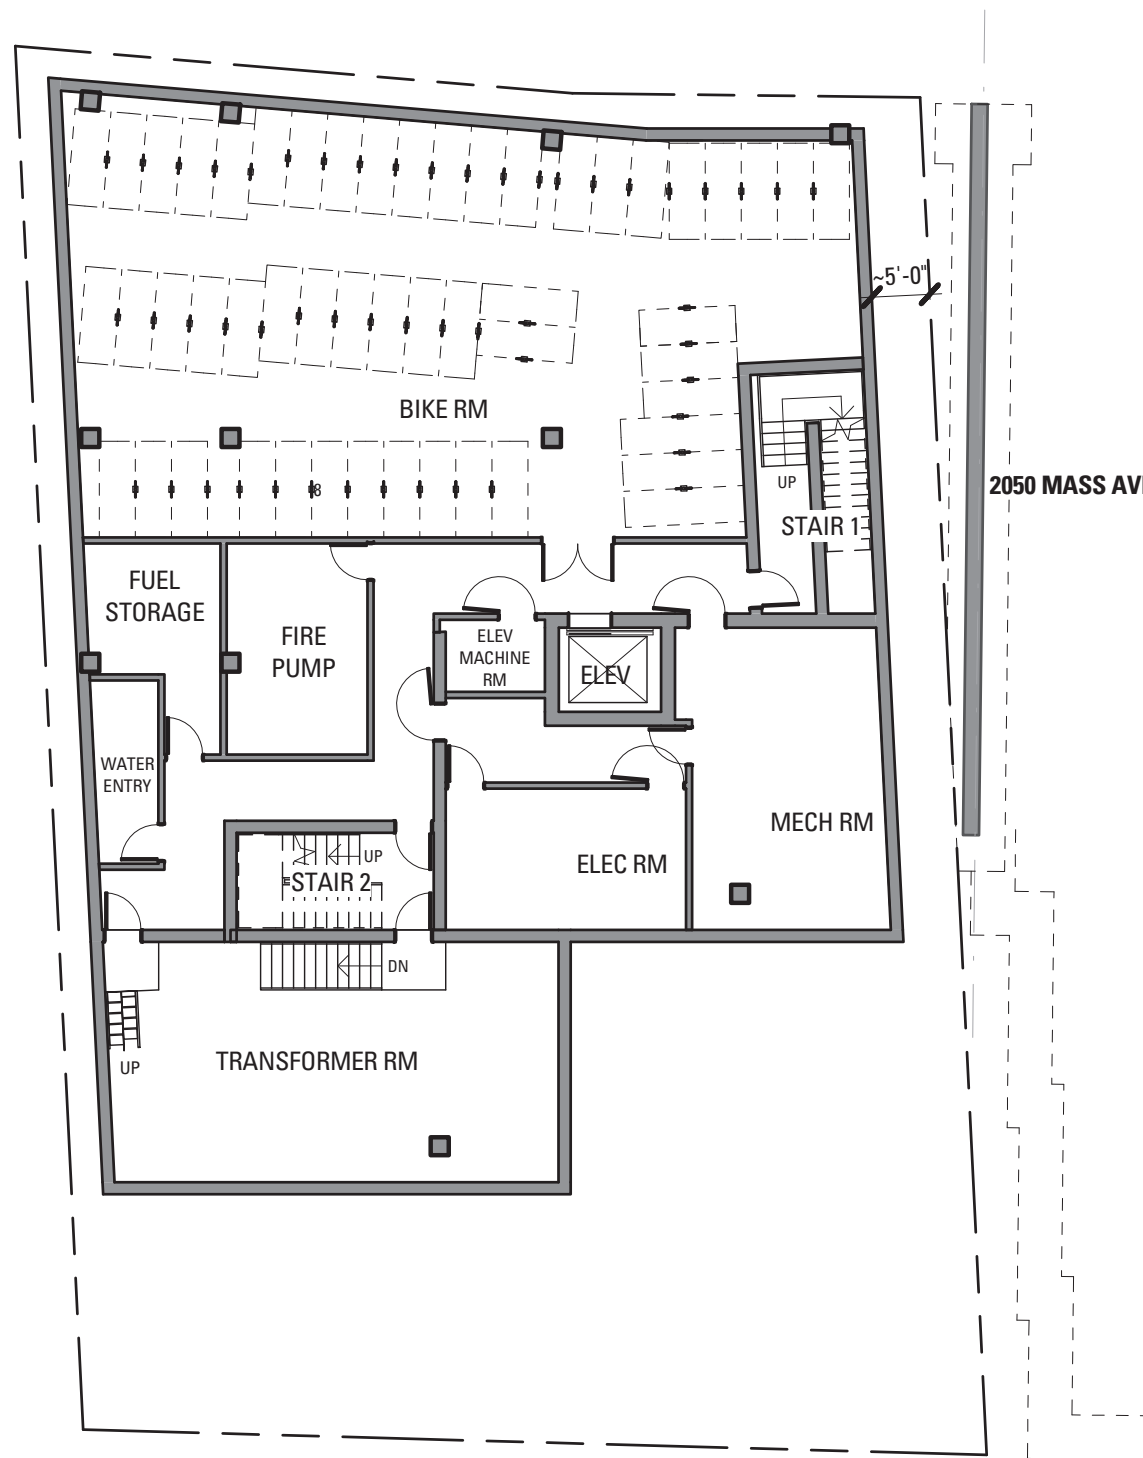 ~5'-0"
BIKE RM
8
UP
2050 MASS AV
STAIR 1
FUEL
STORAGE
FIRE
PUMP
ELEV
MACHINE
RM
ELEV
WATER
ENTRY
MECH RM
UP
ELEC RM
STAIR 2
DN
UP
TRANSFORMER RM